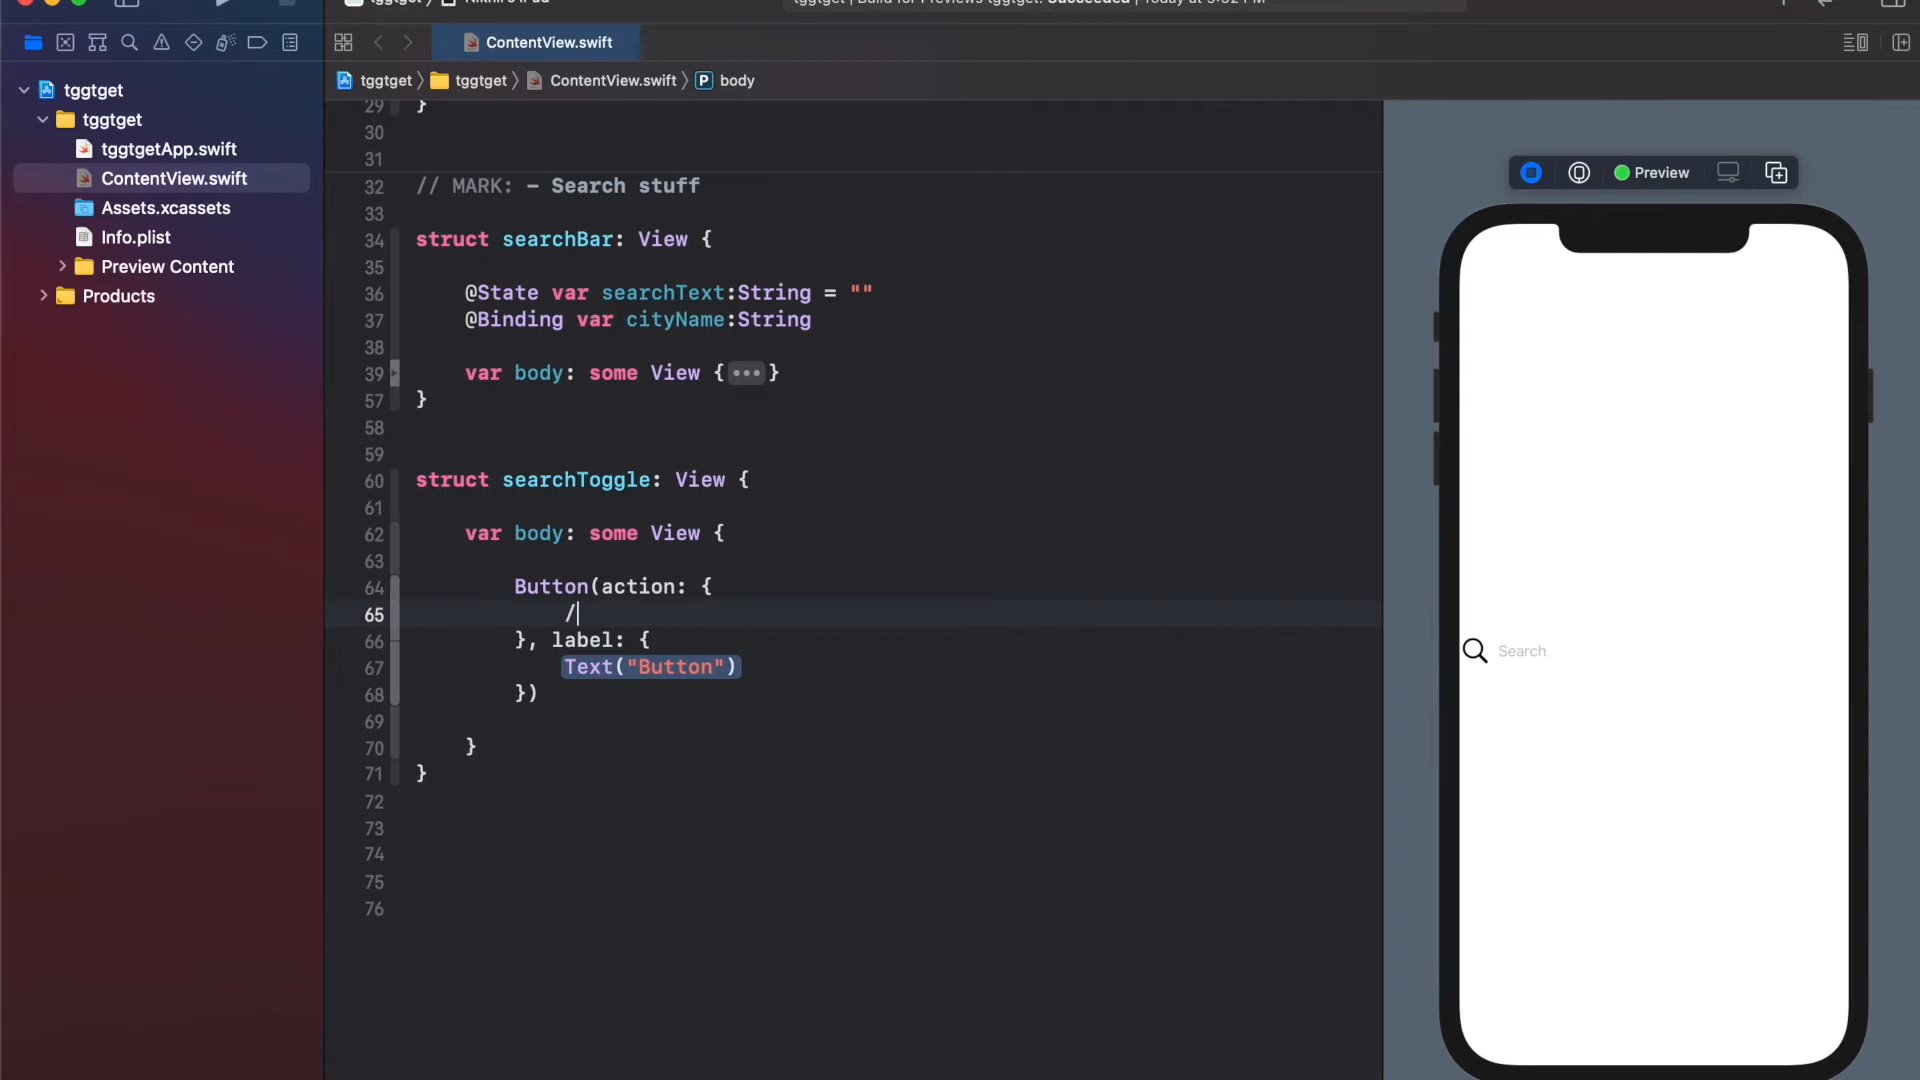 ContentView.swift
tggtget
tggtget
ContentView.swift
P
body
tggtget
tggtget
tggtgetApp.swift
ContentView.swift
Assets.xcassets
Info.plist
Preview Content
Products
29 }
30
31
32 // MARK: - Search stuff
33
34 struct searchBar: View {
35
36 @State var searchText:String = ""
37 @Binding var cityName:String
38
39 var body: some View {•••}
57 }
58
59
60 struct searchToggle: View {
61
62 var body: some View {
63
64 Button(action: {
65 /
66 }, label: {
67 Text("Button")
68 })
69
70 }
71 }
72
73
74
75
76
Preview
Search